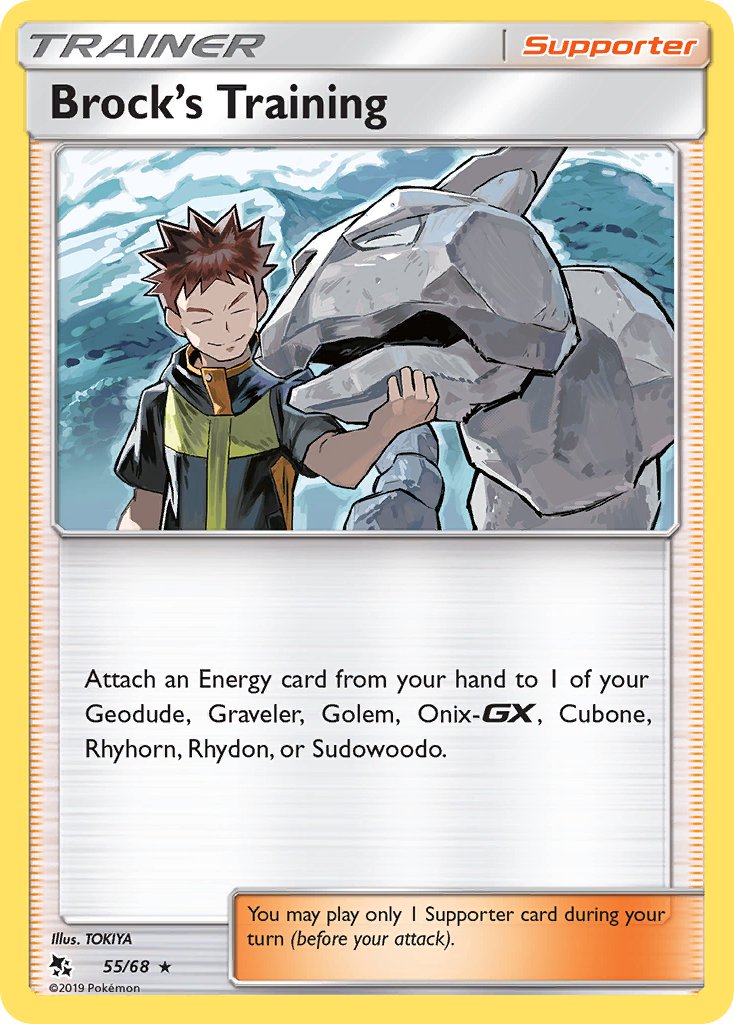 TRAINER
Supporter
Brock's Training
Attach an Energy card from your hand to 1 of your
Geodude, Graveler, Golem, Onix-GX, Cubone,
Rhyhorn, Rhydon, or Sudowoodo.
You may play only 1 Supporter card during your
turn (before your attack).
Illus. TOKIYA
55/68 ★
©2019 Pokémon